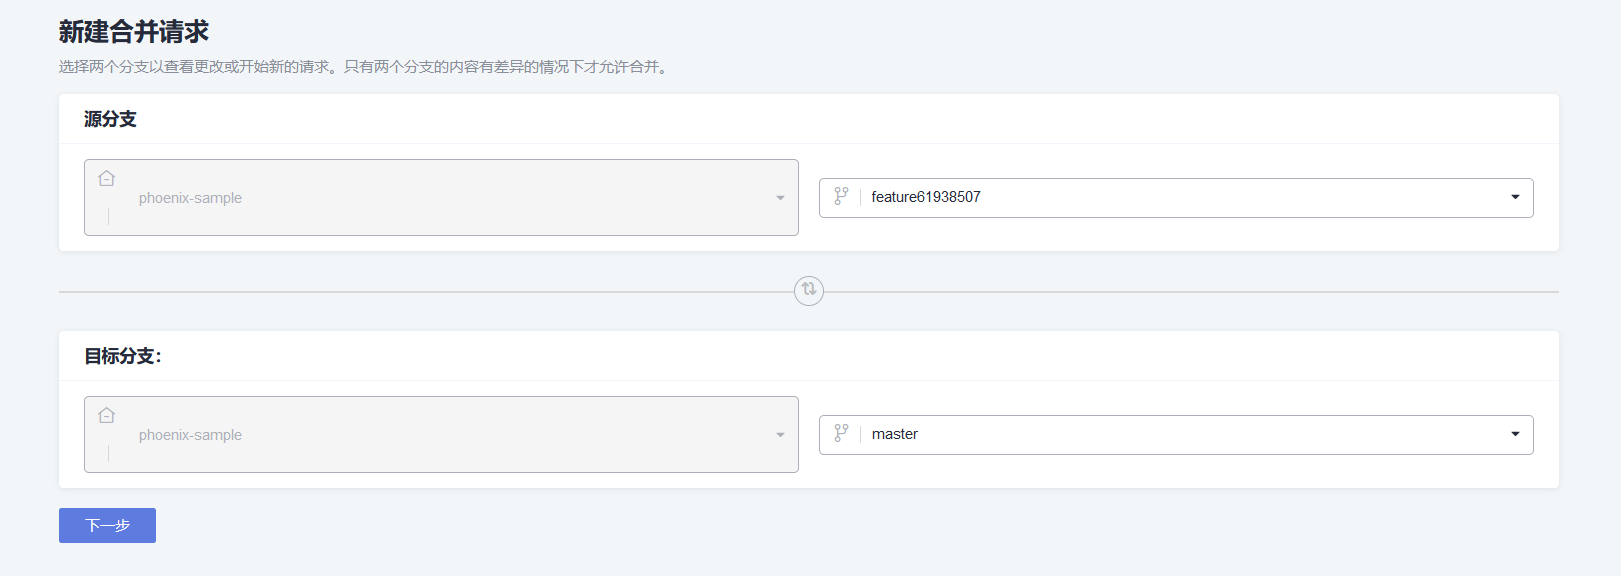 新建合并请求
选择两个分支以查看更改或开始新的请求。只有两个分支的内容有差异的情况下才允许合并。
源分支
phoenix-sample
feature61938507
目标分支:
phoenix-sample
master
下一步